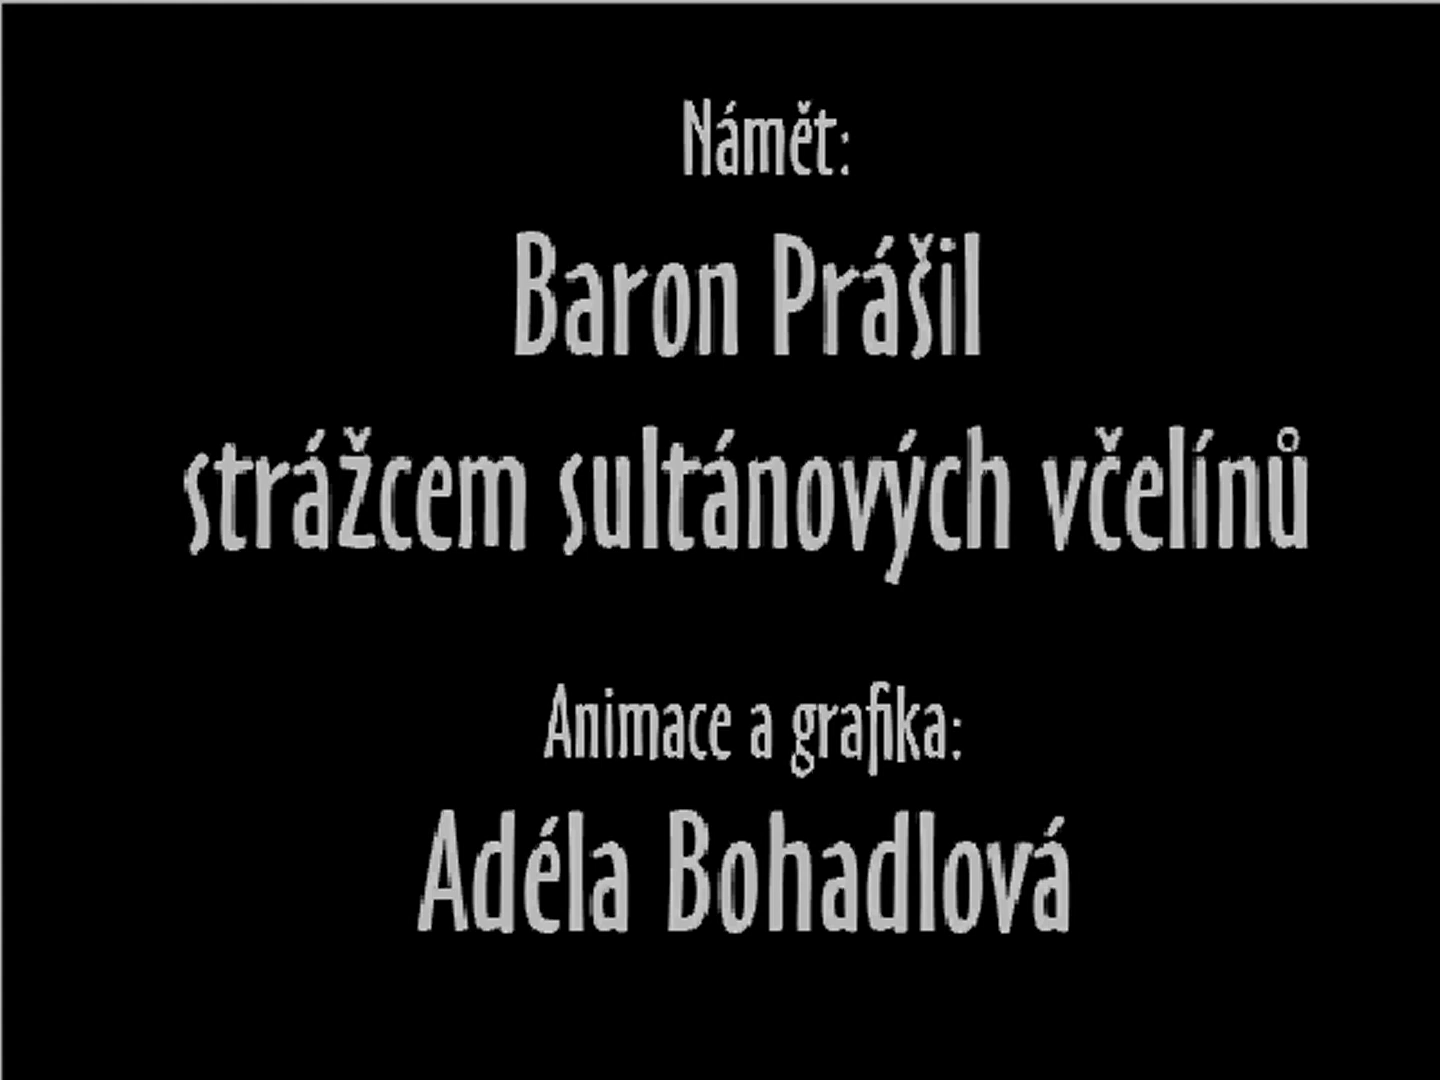 Námět:
Baron Prášil
strážcem sultánových včelínů
Animace a grafika:
Adéla Bohadlová